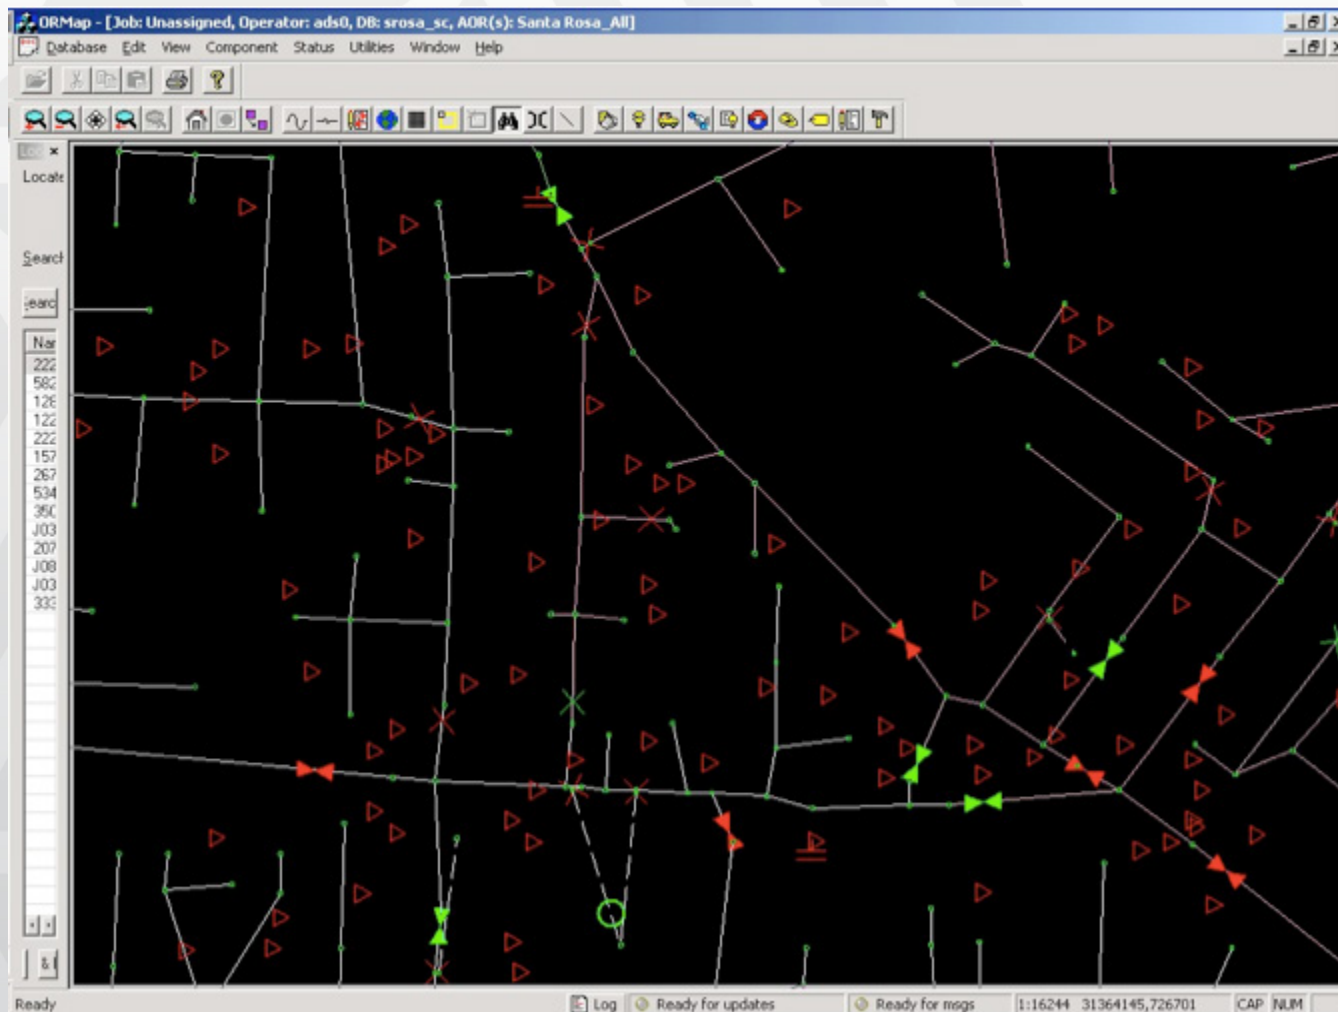 ORMap - [Job: Unassigned, Operator: ads0, DB: srosa_sc, AOR(s): Santa Rosa_All]
Database Edit View Component Status Utilities Window Help
Locate
Search
earc
Nar
222
582
126
122
222
157
267
534
350
J03
207
J08
J03
333
& I
Ready Log Ready for updates Ready for msgs 1:16244 31364145,726701 CAP NUM